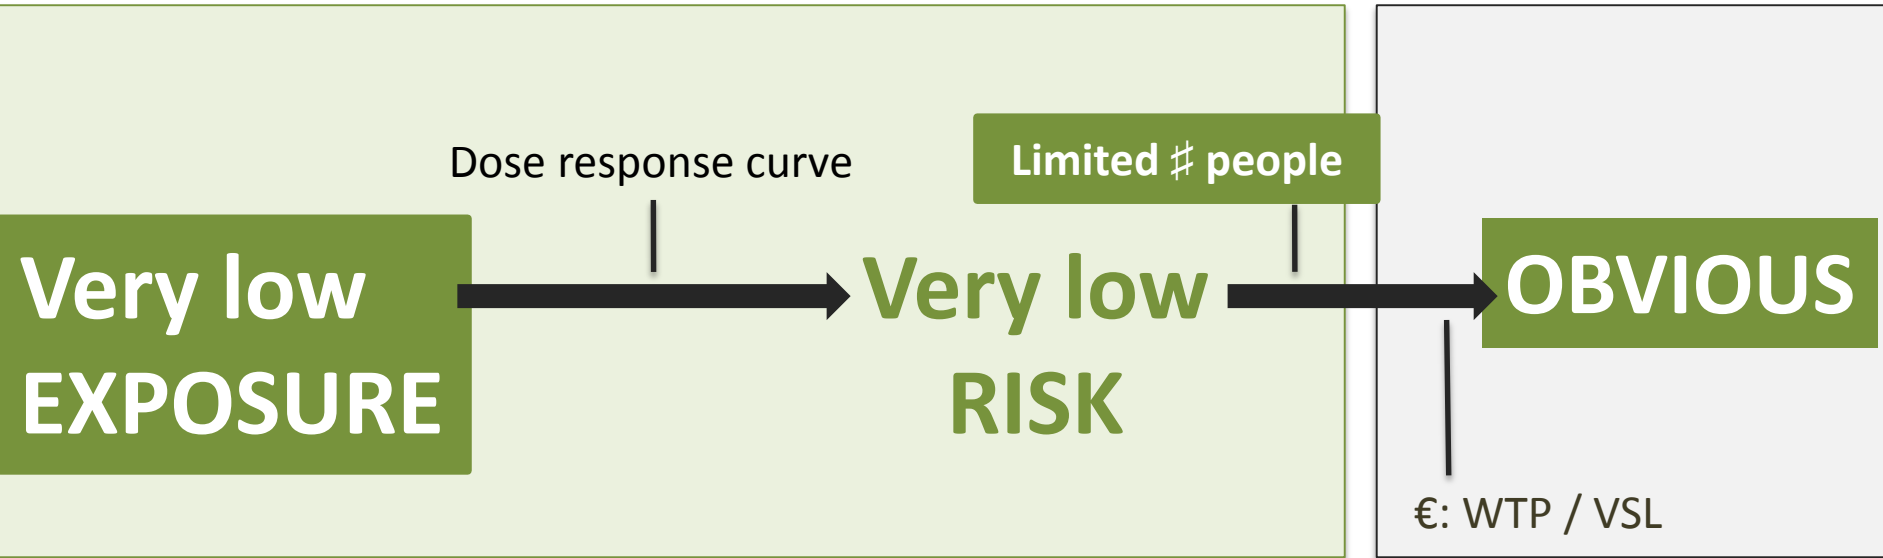 Dose response curve
Limited ♯ people
Very low
EXPOSURE
Very low
RISK
OBVIOUS
€: WTP / VSL